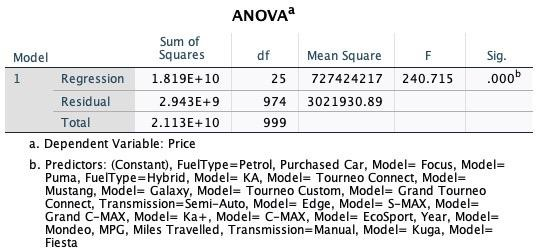 ANOVAa
Model Sum of Squares df Mean Square F Sig.
1 Regression 1.819E+10 25 727424217 240.715 .000b
Residual 2.943E+9 974 3021930.89
Total 2.113E+10 999
a. Dependent Variable: Price
b. Predictors: (Constant), FuelType=Petrol, Purchased Car, Model= Focus, Model=
Puma, FuelType=Hybrid, Model= KA, Model= Tourneo Connect, Model=
Mustang, Model= Galaxy, Model= Tourneo Custom, Model= Grand Tourneo
Connect, Transmission=Semi-Auto, Model= Edge, Model= S-MAX, Model=
Grand C-MAX, Model= Ka+, Model= C-MAX, Model= EcoSport, Year, Model=
Mondeo, MPG, Miles Travelled, Transmission=Manual, Model= Kuga, Model=
Fiesta